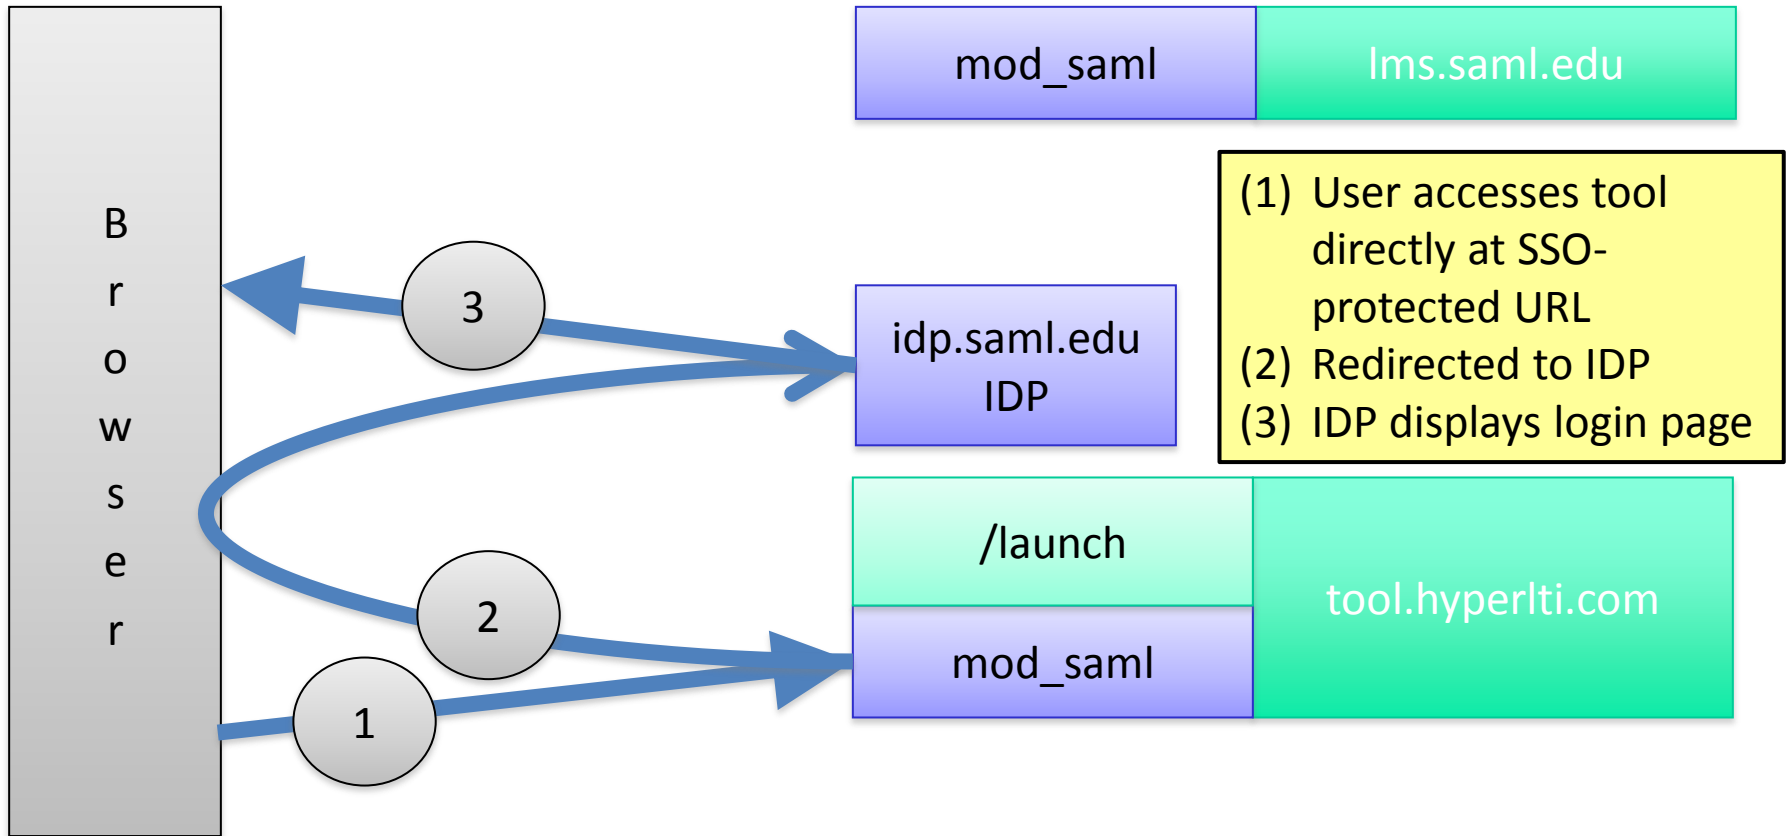 mod_saml
lms.saml.edu
B
r
o
w
s
e
r
(1) User accesses tool
directly at SSO-
protected URL
(2) Redirected to IDP
(3) IDP displays login page
3
idp.saml.edu
IDP
/launch
tool.hyperlti.com
2
mod_saml
1